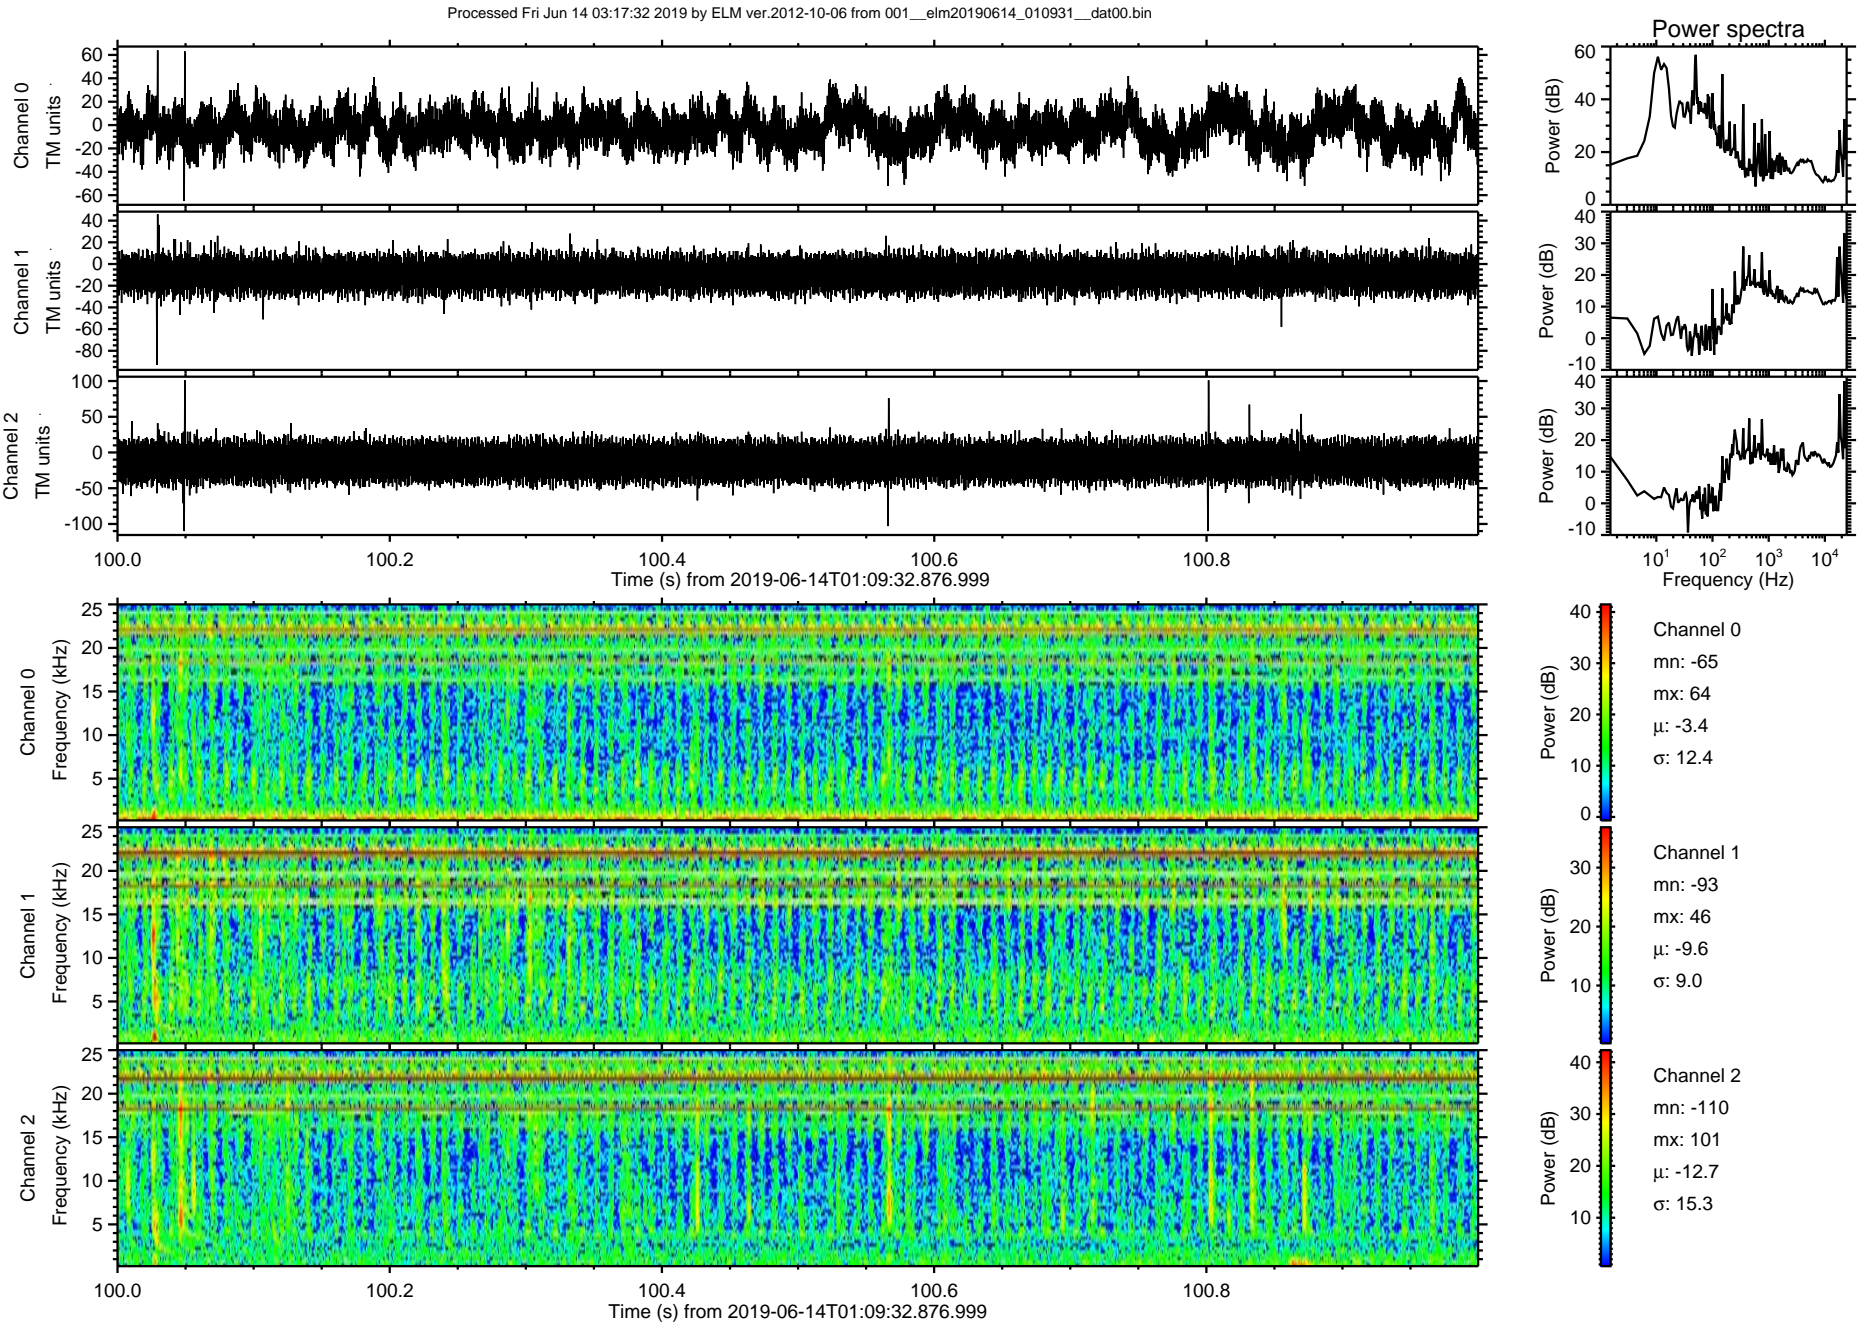 Processed Fri Jun 14 03:17:32 2019 by ELM ver.2012-10-06 from 001__elm20190614_010931__dat00.bin
Power spectra
Channel 0
TM units
60
40
20
0
-20
-40
-60
Power (dB)
60
40
20
0
Channel 1
TM units
40
20
0
-20
-40
-60
-80
Power (dB)
40
30
20
10
0
-10
Channel 2
TM units
100
50
0
-50
-100
Power (dB)
40
30
20
10
0
-10
100.0 100.2 100.4 100.6 100.8
Time (s) from 2019-06-14T01:09:32.876.999
10^1 10^2 10^3 10^4
Frequency (Hz)
Channel 0
Frequency (kHz)
25
20
15
10
5
Power (dB)
40
30
20
10
0
Channel 0
mn: -65
mx: 64
μ: -3.4
σ: 12.4
Channel 1
Frequency (kHz)
25
20
15
10
5
Power (dB)
30
20
10
Channel 1
mn: -93
mx: 46
μ: -9.6
σ: 9.0
Channel 2
Frequency (kHz)
25
20
15
10
5
Power (dB)
40
30
20
10
Channel 2
mn: -110
mx: 101
μ: -12.7
σ: 15.3
100.0 100.2 100.4 100.6 100.8
Time (s) from 2019-06-14T01:09:32.876.999